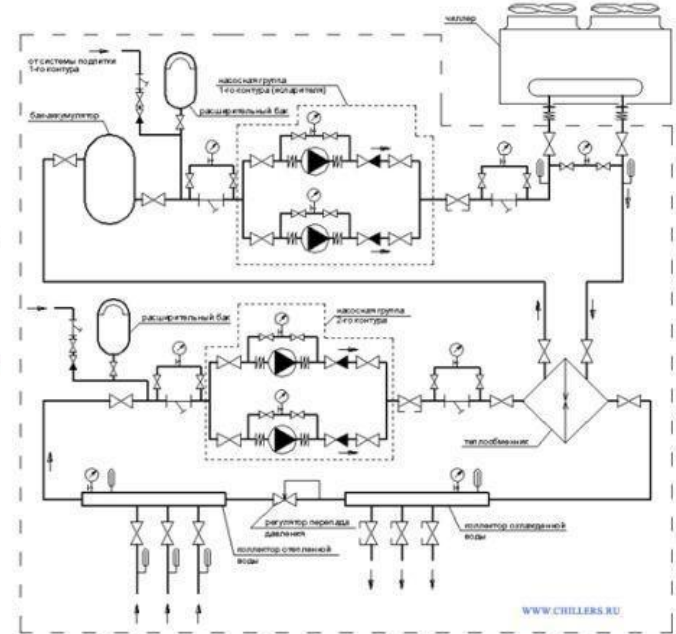 чиллер
от системы подпитки
1-го контура
насосная группа
1-го контура (испарителя)
расширительный бак
бак-аккумулятор
расширительный бак
насосная группа
2-го контура
теплообменник
регулятор перепада
давления
коллектор охлажденной
воды
коллектор отепленной
воды
WWW.CHILLERS.RU